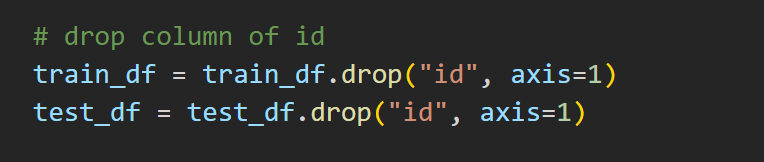 # drop column of id
train_df = train_df.drop("id", axis=1)
test_df = test_df.drop("id", axis=1)